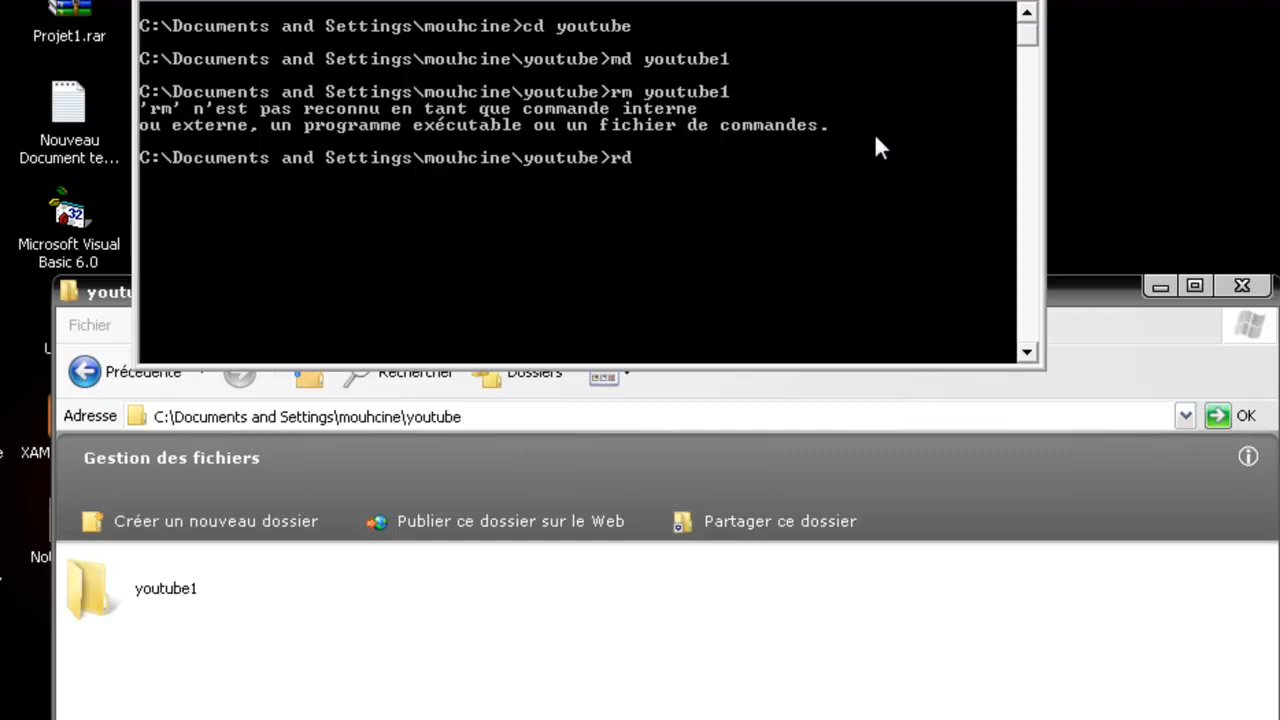 Projet1.rar
Nouveau
Document te...
Microsoft Visual
Basic 6.0
C:\Documents and Settings\mouhcine>cd youtube
C:\Documents and Settings\mouhcine\youtube>md youtube1
C:\Documents and Settings\mouhcine\youtube>rm youtube1
'rm' n'est pas reconnu en tant que commande interne
ou externe, un programme exécutable ou un fichier de commandes.
C:\Documents and Settings\mouhcine\youtube>rd
youtu
Fichier
Précédente
Rechercher
Dossiers
Adresse
C:\Documents and Settings\mouhcine\youtube
OK
XAM
Gestion des fichiers
Créer un nouveau dossier
Publier ce dossier sur le Web
Partager ce dossier
Not
youtube1